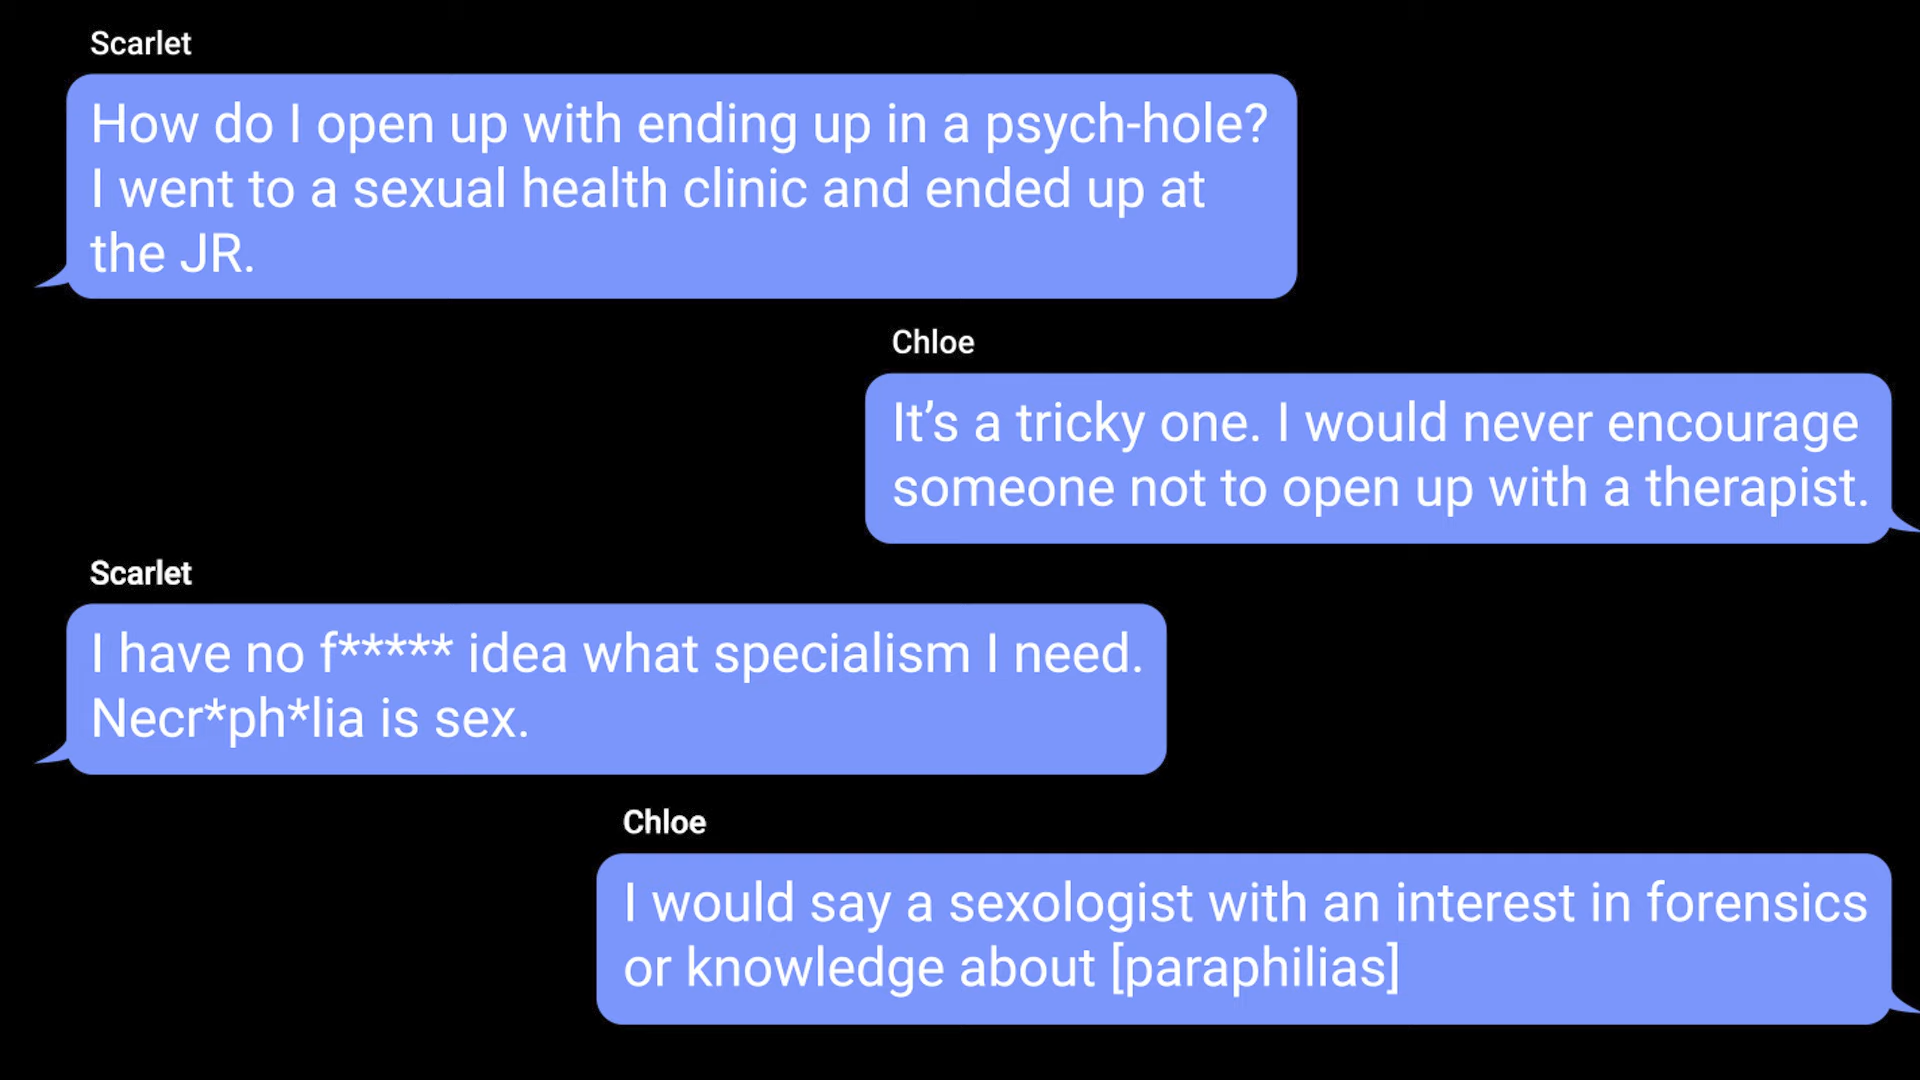 Scarlet
How do I open up with ending up in a psych-hole?
I went to a sexual health clinic and ended up at
the JR.
Chloe
It’s a tricky one. I would never encourage
someone not to open up with a therapist.
Scarlet
I have no f***** idea what specialism I need.
Necr*ph*lia is sex.
Chloe
I would say a sexologist with an interest in forensics
or knowledge about [paraphilias]